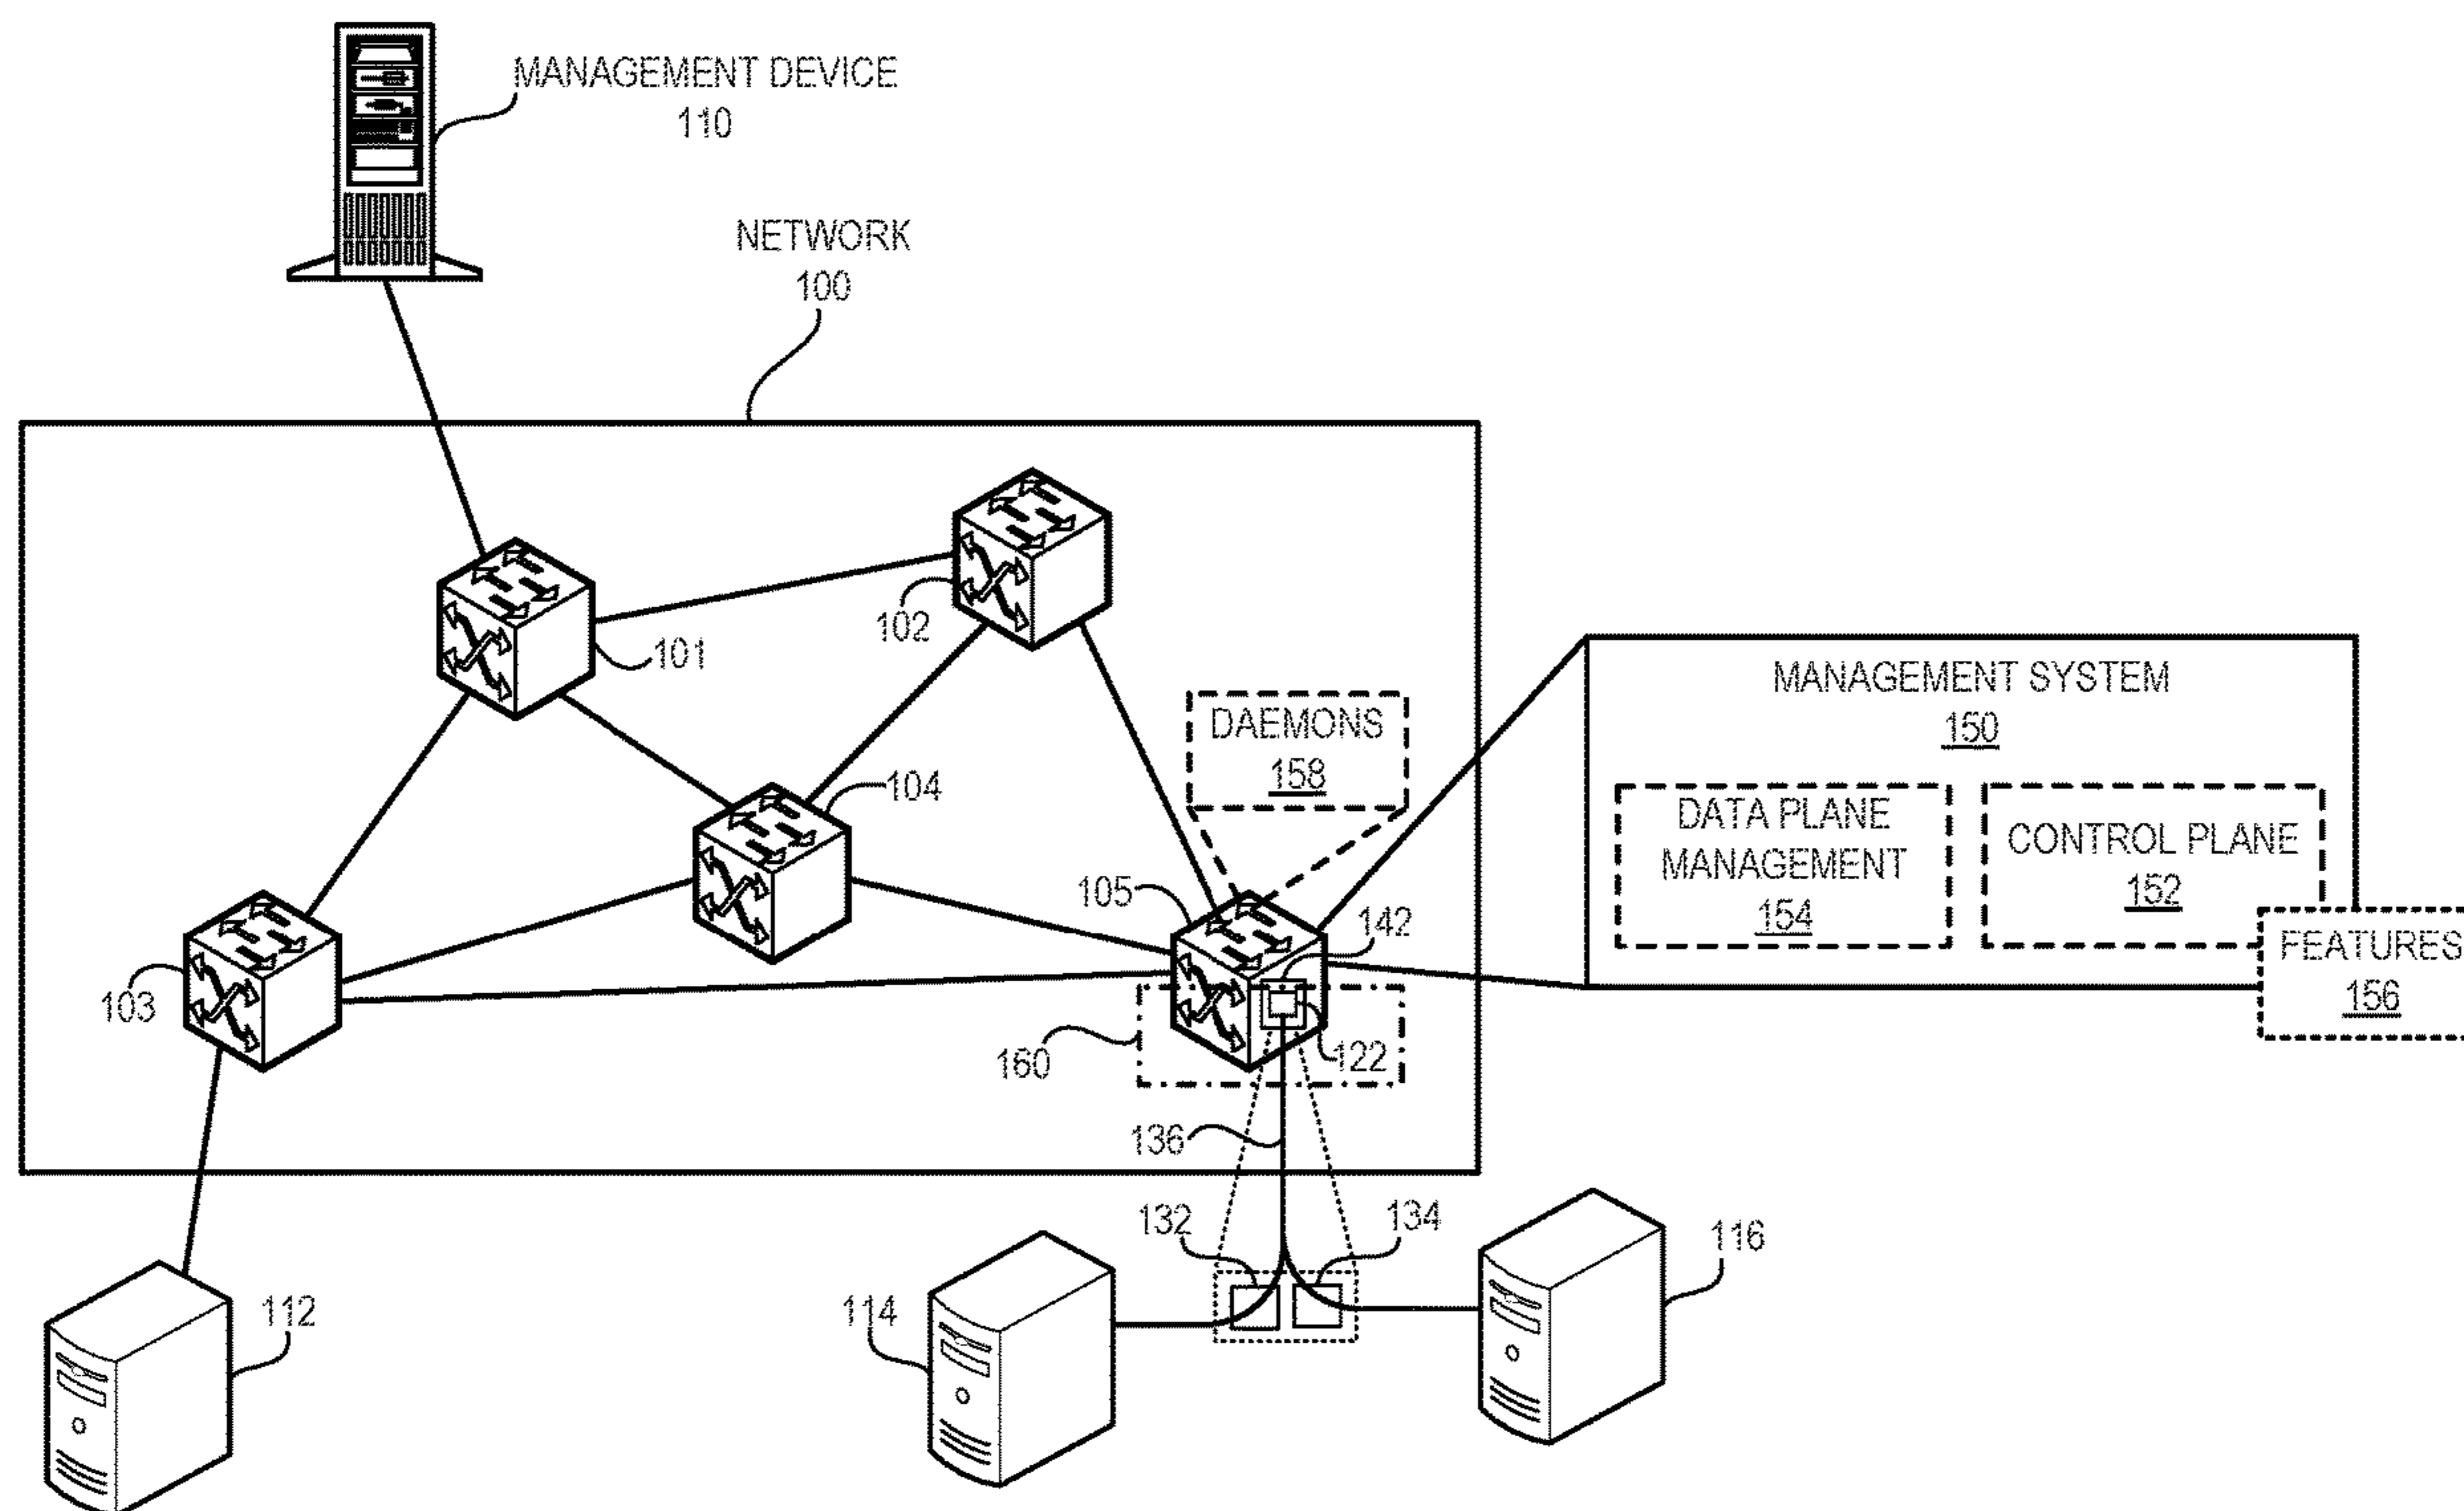 MANAGEMENT DEVICE
110
NETWORK
100
102
101
MANAGEMENT SYSTEM
150
DAEMONS
158
104
DATA PLANE
MANAGEMENT
154
CONTROL PLANE
152
105
142
FEATURES
156
103
160
122
136
132
134
116
112
114